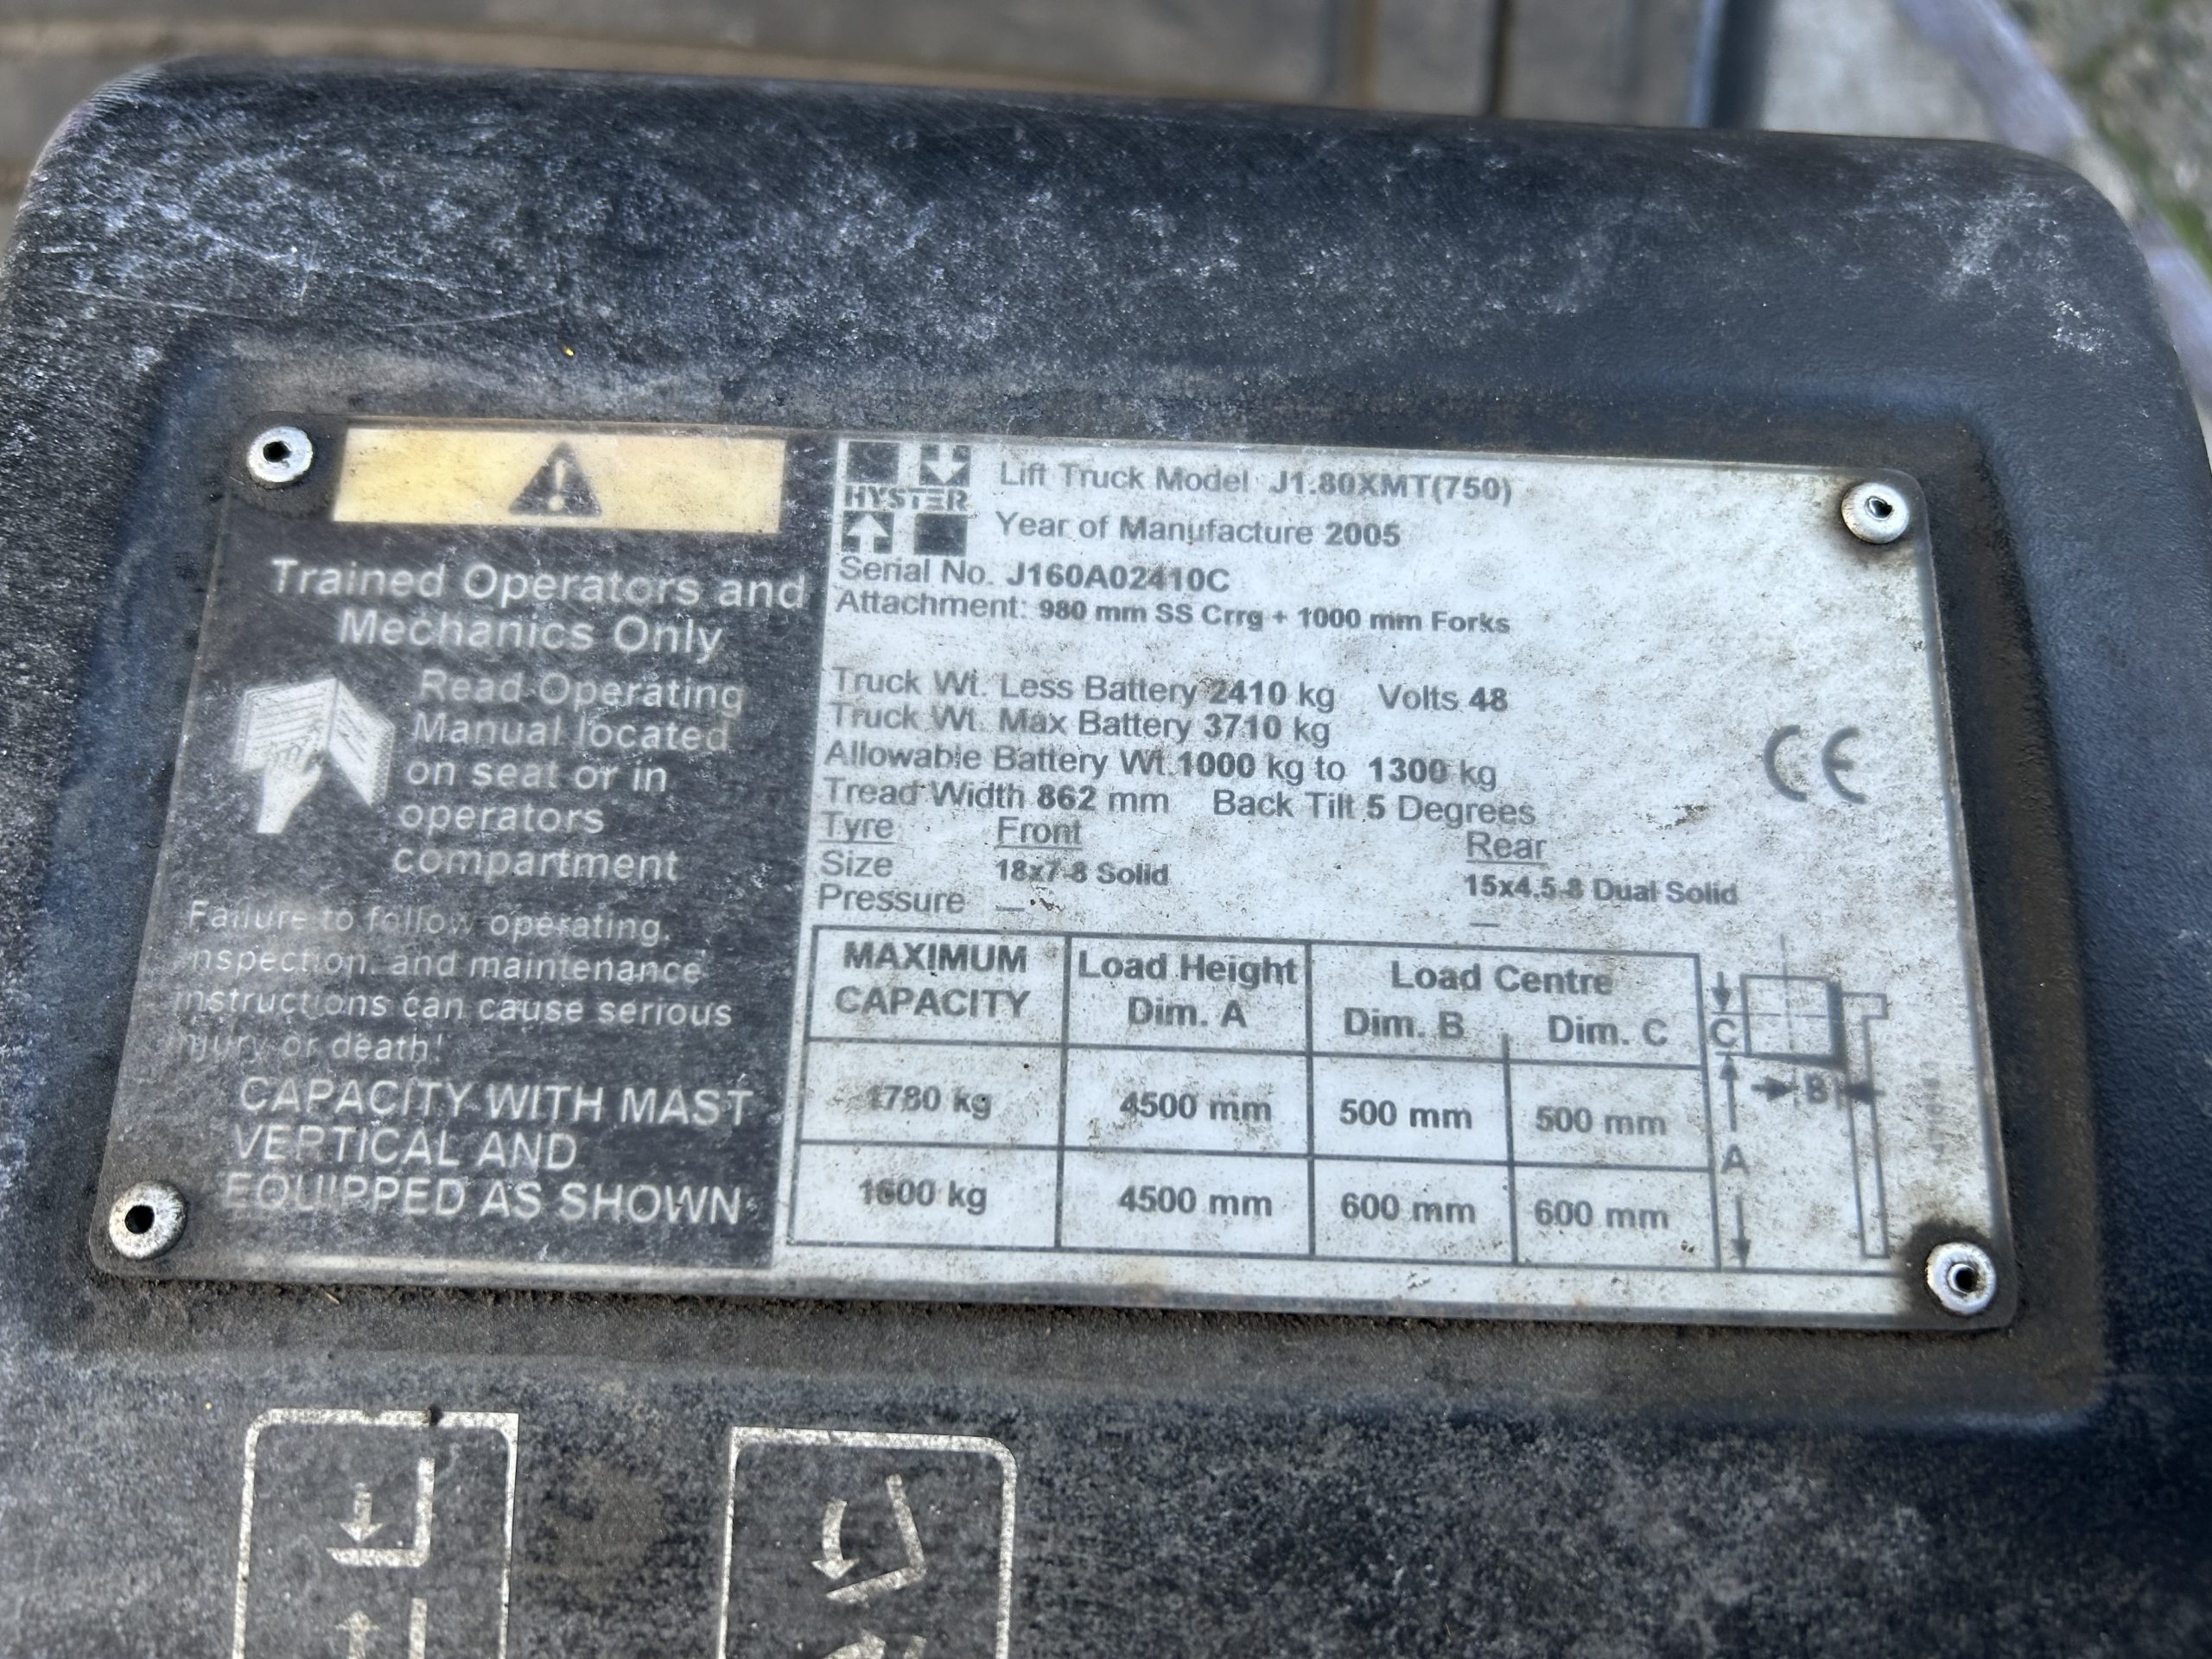 Trained Operators and
Mechanics Only
Read Operating
Manual located
on seat or in
operators
compartment
Failure to follow operating,
inspection, and maintenance
instructions can cause serious
injury or death!
CAPACITY WITH MAST
VERTICAL AND
EQUIPPED AS SHOWN
HYSTER
Lift Truck Model J1.80XMT(750)
Year of Manufacture 2005
Serial No. J160A02410C
Attachment: 980 mm SS Crrg + 1000 mm Forks
Truck Wt. Less Battery 2410 kg Volts 48
Truck Wt. Max Battery 3710 kg
Allowable Battery Wt. 1000 kg to 1300 kg
Tread Width 862 mm Back Tilt 5 Degrees
Tyre Front Rear
Size 18x7-8 Solid 15x4.5-8 Dual Solid
Pressure — —
CE
MAXIMUM CAPACITY Load Height Dim. A Load Centre Dim. B Dim. C
1780 kg 4500 mm 500 mm 500 mm
1600 kg 4500 mm 600 mm 600 mm
C
B
A